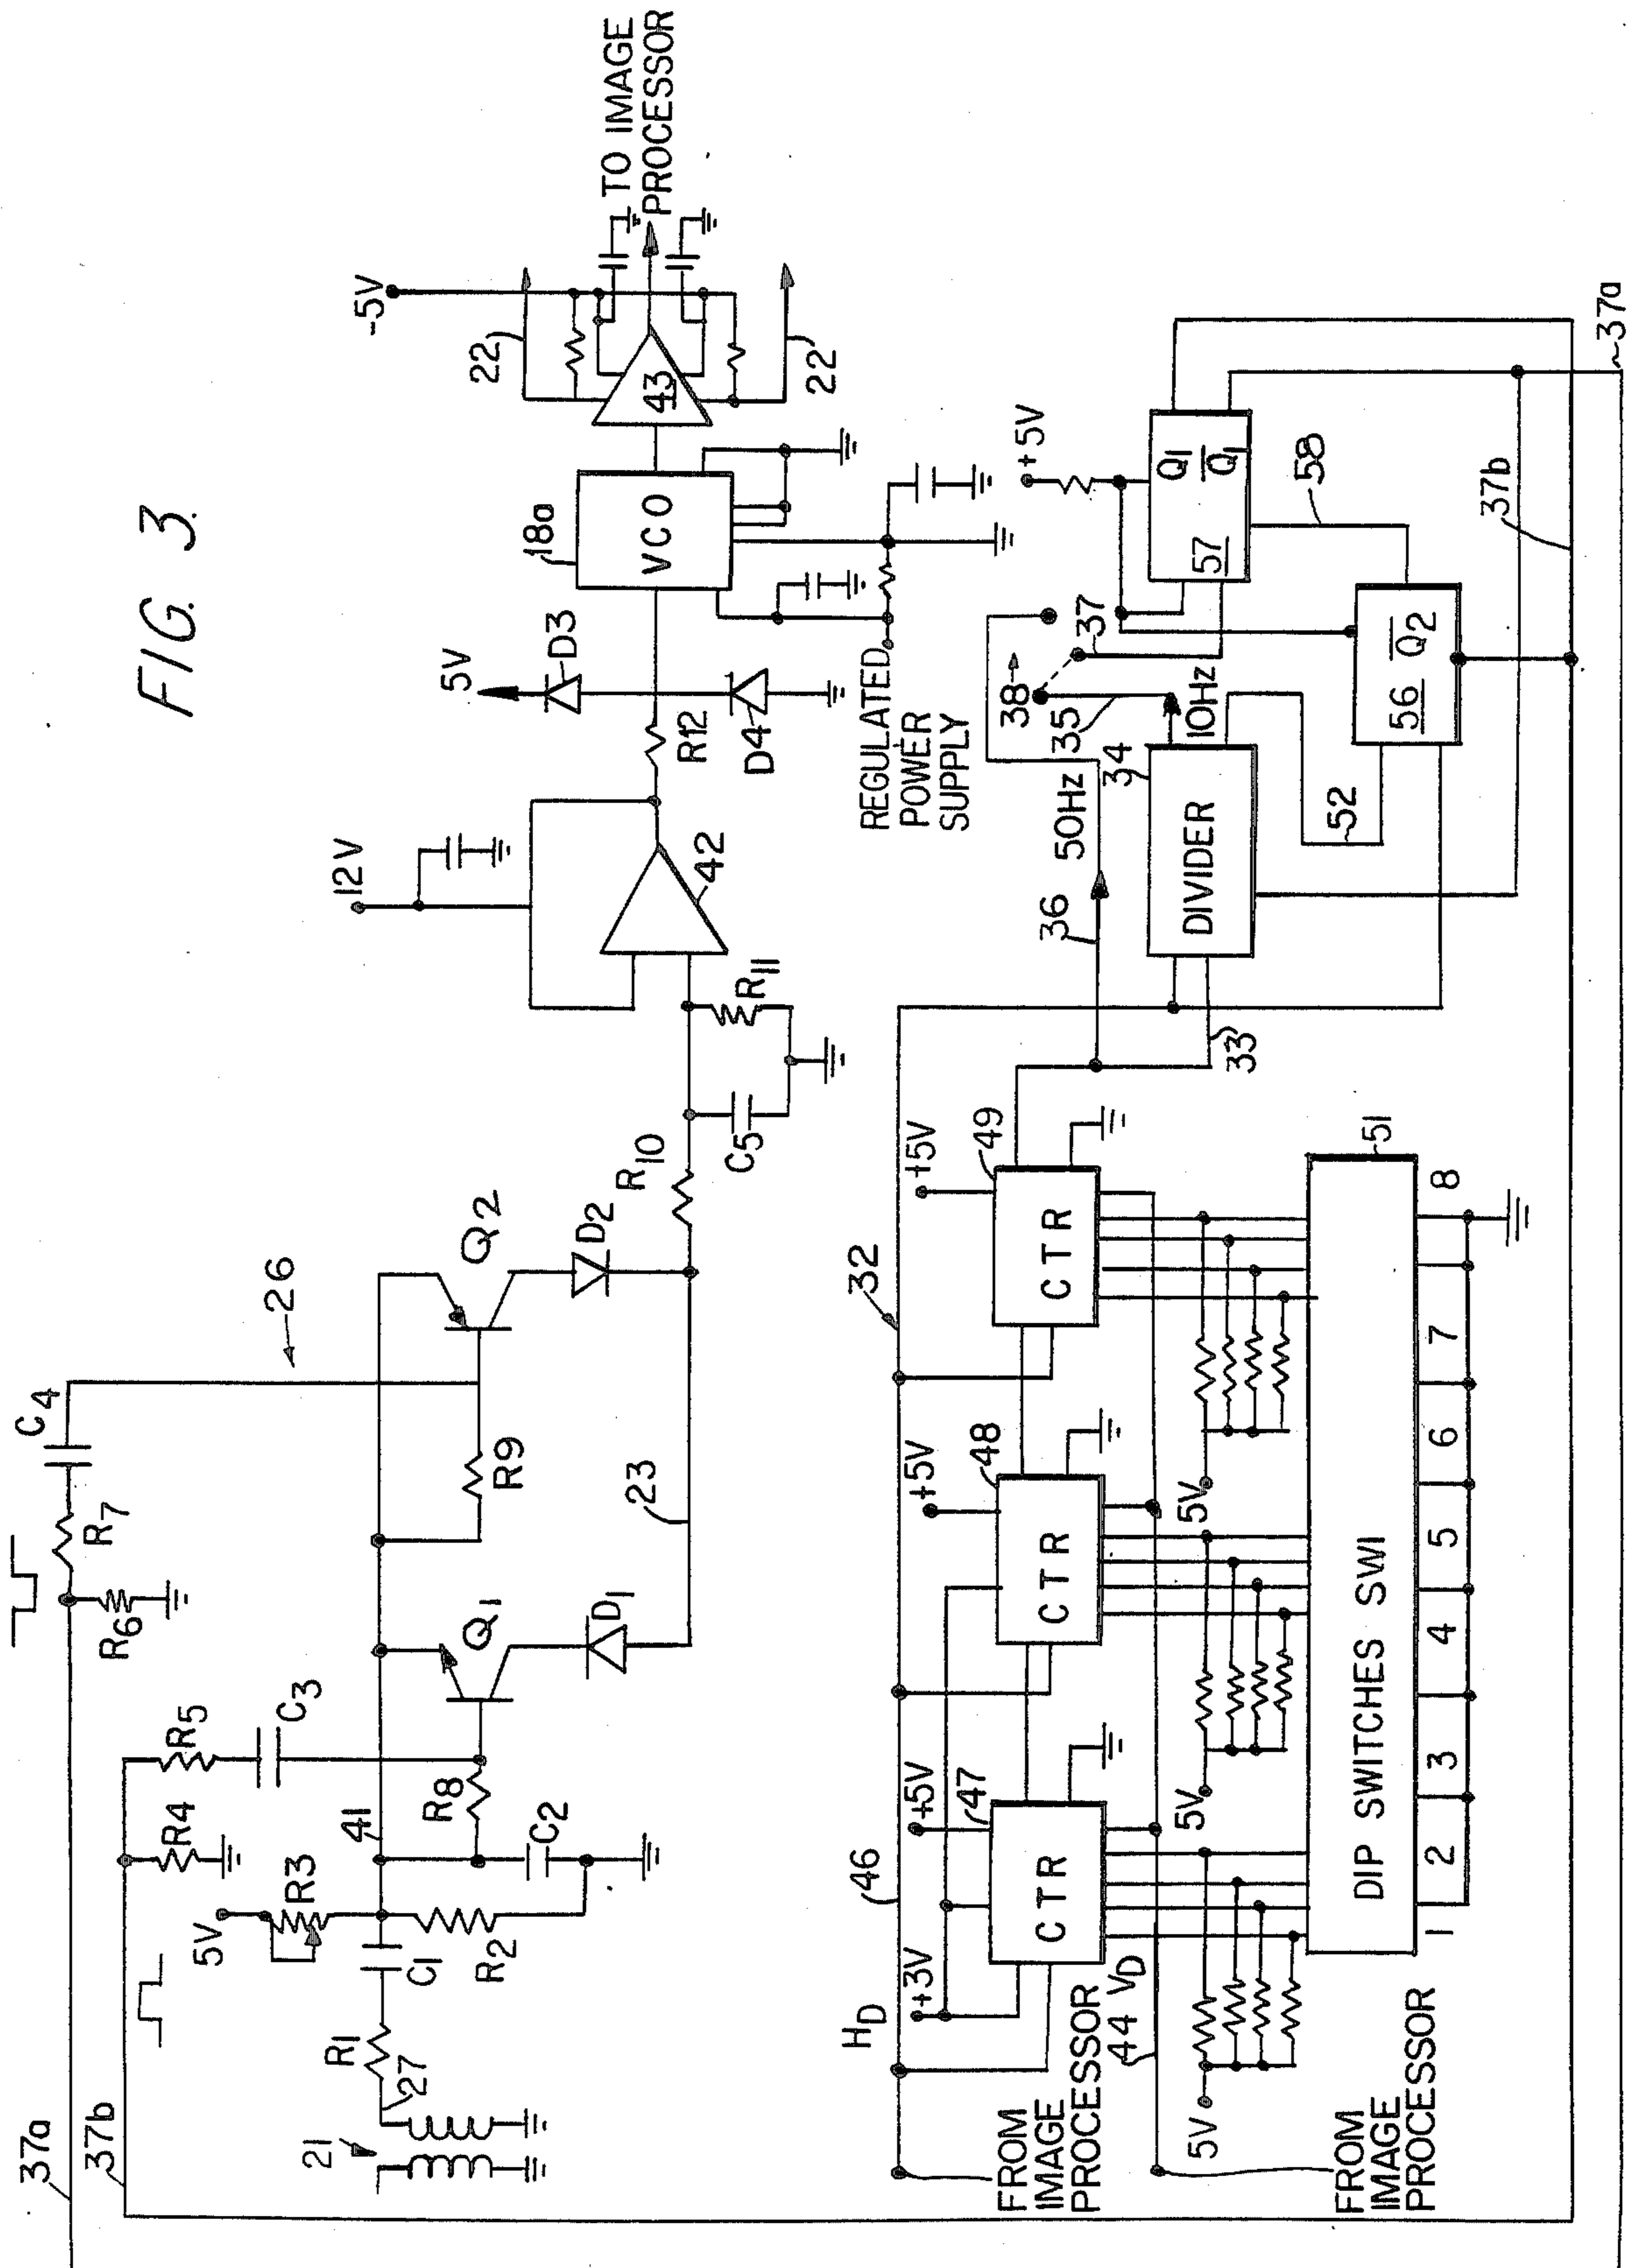 FIG. 3.
37a
37b
R6
R7
C4
26
R4
R5
C3
5V
R3
41
R8
Q1
R9
Q2
12V
5V
D3
-5V
22
TO IMAGE
PROCESSOR
21
27
R1
C1
R2
C2
D1
23
D2
R10
C5
R11
42
R12
D4
18a
VCO
43
22
REGULATED
POWER
SUPPLY
HD
46
+3V
+5V
47
CTR
+5V
48
CTR
32
+5V
49
CTR
33
36
50Hz
34
DIVIDER
35
10Hz
38
37
+5V
57
Q1
Q̅1
52
56
Q̅2
58
37b
37a
FROM
IMAGE
PROCESSOR
44 VD
5V
5V
5V
FROM
IMAGE
PROCESSOR
DIP SWITCHES SW1
51
1 2 3 4 5 6 7 8